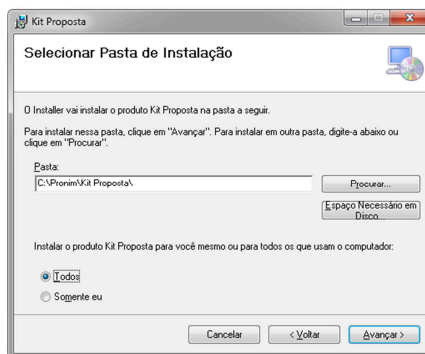 Kit Proposta
Selecionar Pasta de Instalação
O Installer vai instalar o produto Kit Proposta na pasta a seguir.
Para instalar nessa pasta, clique em "Avançar". Para instalar em outra pasta, digite-a abaixo ou
clique em "Procurar".
Pasta:
C:\Pronim\Kit Proposta\
Procurar...
Espaço Necessário em
Disco...
Instalar o produto Kit Proposta para você mesmo ou para todos os que usam o computador:
Todos
Somente eu
Cancelar
< Voltar
Avançar >